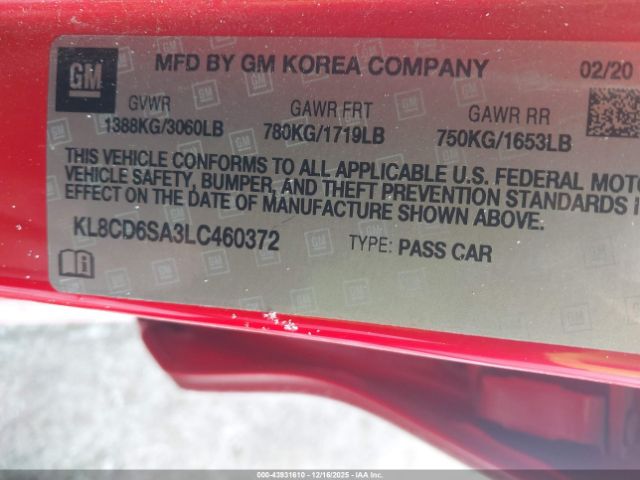 GM
MFD BY GM KOREA COMPANY 02/20
GVWR GAWR FRT GAWR RR
1388KG/3060LB 780KG/1719LB 750KG/1653LB
THIS VEHICLE CONFORMS TO ALL APPLICABLE U.S. FEDERAL MOTO
VEHICLE SAFETY, BUMPER, AND THEFT PREVENTION STANDARDS I
EFFECT ON THE DATE OF MANUFACTURE SHOWN ABOVE.
KL8CD6SA3LC460372 TYPE: PASS CAR
000-43931610 - 12/16/2025 - IAA Inc.